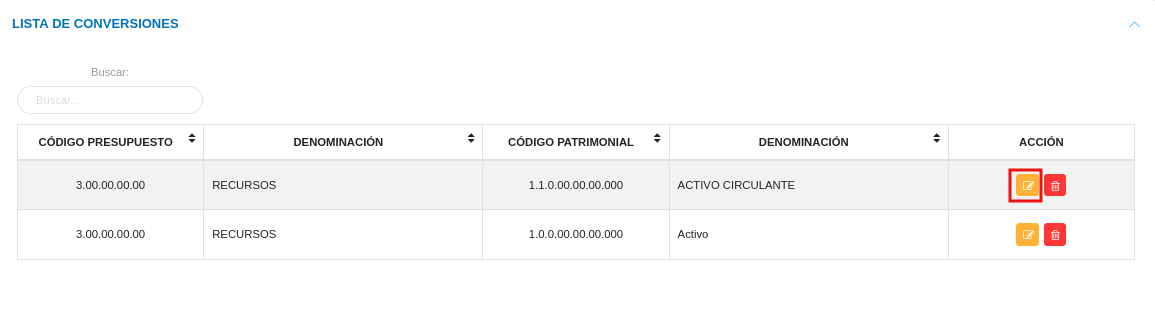 LISTA DE CONVERSIONES
Buscar:
Buscar...
CÓDIGO PRESUPUESTO DENOMINACIÓN CÓDIGO PATRIMONIAL DENOMINACIÓN ACCIÓN
3.00.00.00.00 RECURSOS 1.1.0.00.00.00.000 ACTIVO CIRCULANTE
3.00.00.00.00 RECURSOS 1.0.0.00.00.00.000 Activo